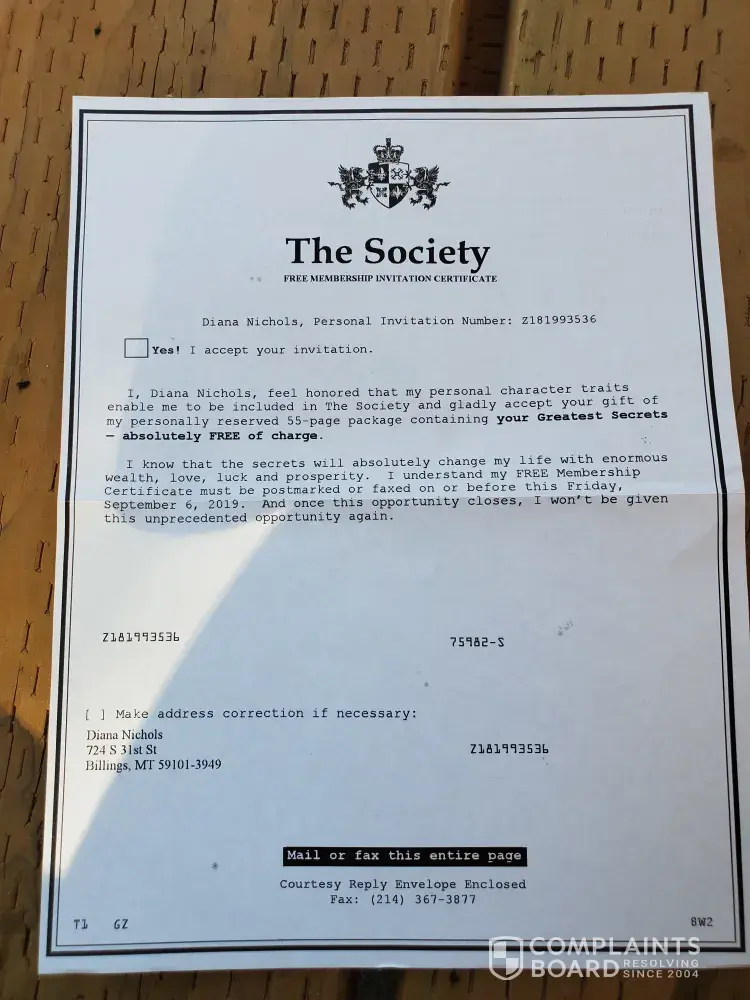 The Society
FREE MEMBERSHIP INVITATION CERTIFICATE
Diana Nichols, Personal Invitation Number: Z181993536
Yes! I accept your invitation.
I, Diana Nichols, feel honored that my personal character traits
enable me to be included in The Society and gladly accept your gift of
my personally reserved 55-page package containing your Greatest Secrets
— absolutely FREE of charge.
I know that the secrets will absolutely change my life with enormous
wealth, love, luck and prosperity. I understand my FREE Membership
Certificate must be postmarked or faxed on or before this Friday,
September 6, 2019. And once this opportunity closes, I won't be given
this unprecedented opportunity again.
Z181993536
75982-S
[ ] Make address correction if necessary:
Diana Nichols
724 S 31st St
Billings, MT 59101-3949
Z181993536
Mail or fax this entire page
Courtesy Reply Envelope Enclosed
Fax: (214) 367-3877
T1 GZ
8W2
COMPLAINTS
BOARD RESOLVING SINCE 2004